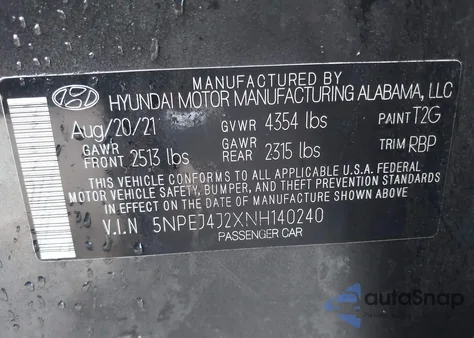 MANUFACTURED BY
HYUNDAI MOTOR MANUFACTURING ALABAMA, LLC
Aug/20/21 GVWR 4354 lbs PAINT T2G
GAWR FRONT 2513 lbs GAWR REAR 2315 lbs TRIM RBP
THIS VEHICLE CONFORMS TO ALL APPLICABLE U.S.A. FEDERAL
MOTOR VEHICLE SAFETY, BUMPER, AND THEFT PREVENTION STANDARDS
IN EFFECT ON THE DATE OF MANUFACTURE SHOWN ABOVE.
V.I.N 5NPEJ4J2XNH140240
PASSENGER CAR
autoSnap